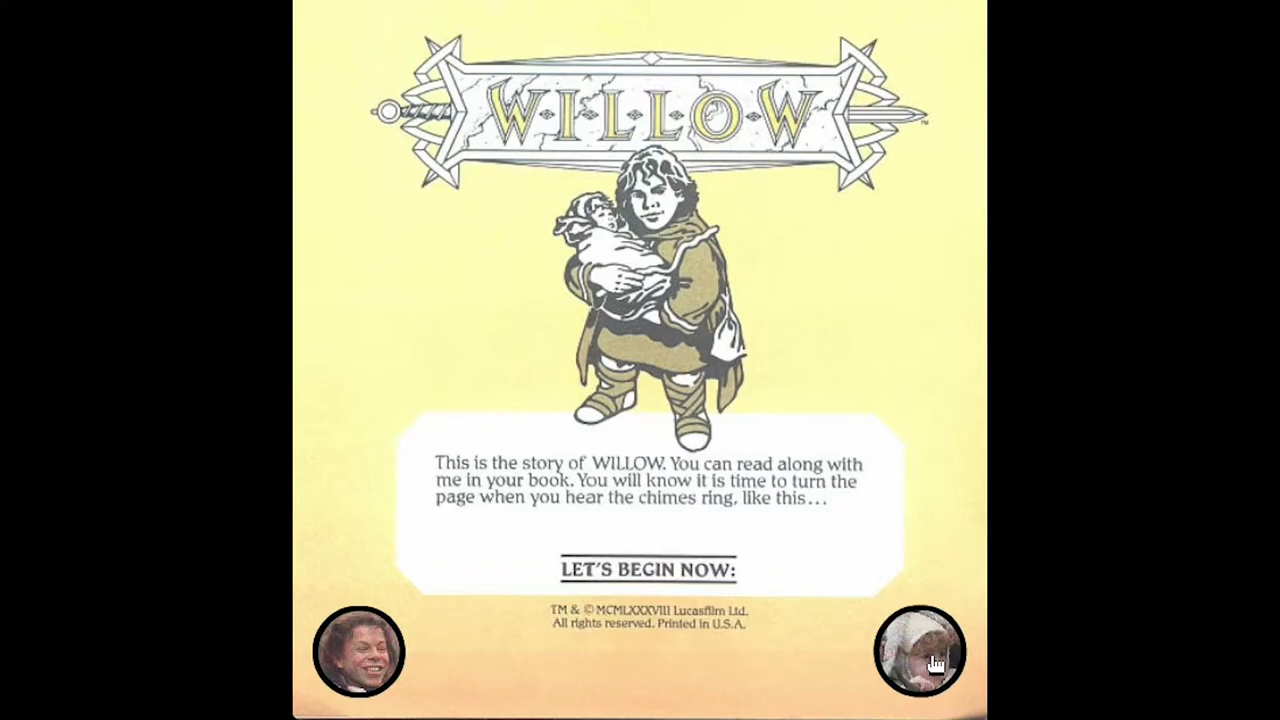 WILLOW ™
This is the story of WILLOW. You can read along with
me in your book. You will know it is time to turn the
page when you hear the chimes ring, like this...
LET'S BEGIN NOW:
TM & © MCMLXXXVIII Lucasfilm Ltd.
All rights reserved. Printed in U.S.A.